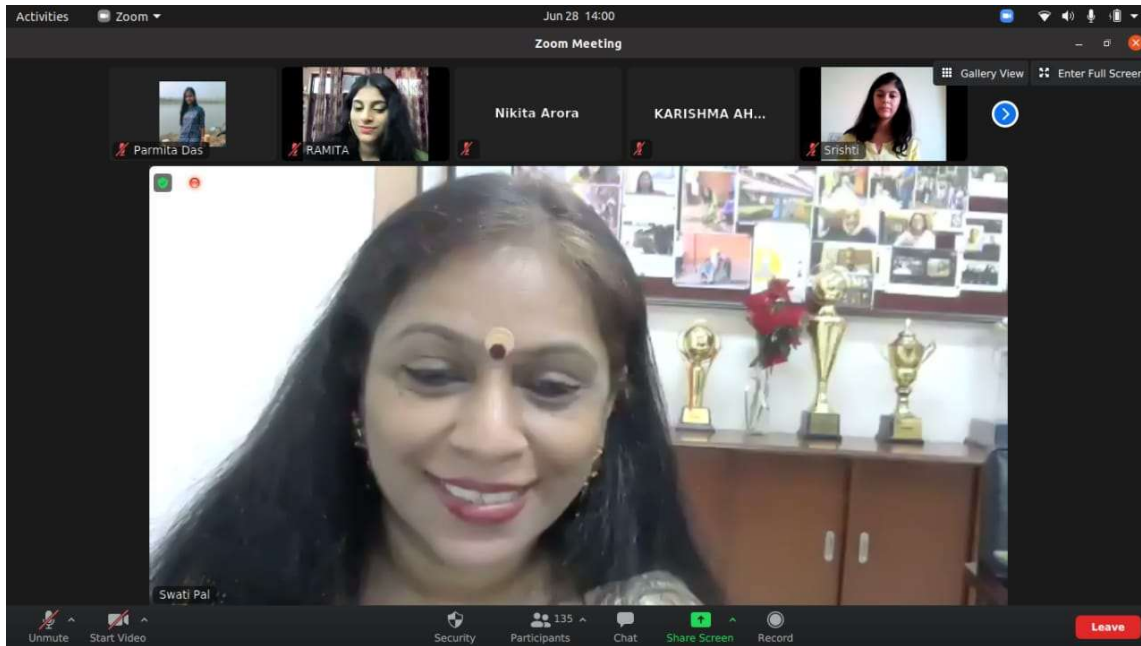 Activities Zoom Jun 28 14:00
Zoom Meeting
Gallery View Enter Full Screen
Nikita Arora KARISHMA AH...
Parmita Das RAMITA Srishti
Swati Pal
135
Unmute Start Video Security Participants Chat Share Screen Record Leave